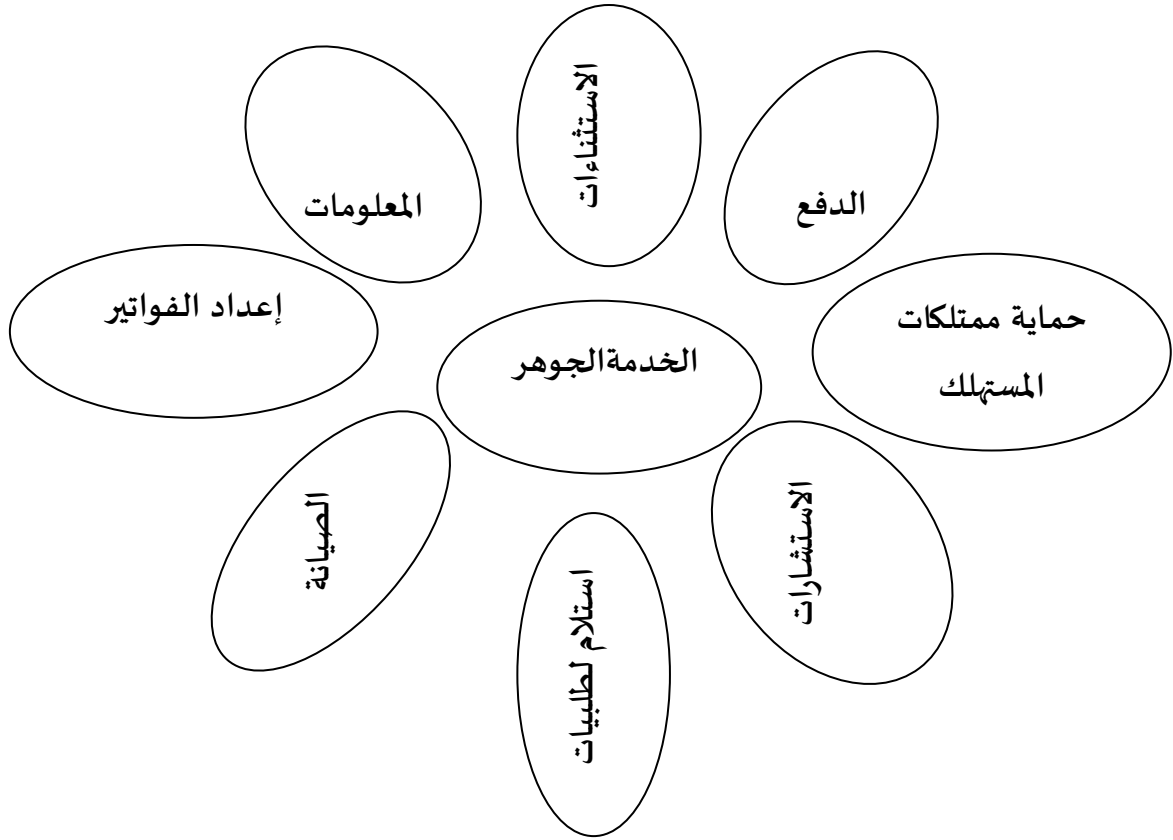 الاستثناءات
الدفع
المعلومات
حماية ممتلكات
المستهلك
إعداد الفواتير
الخدمةالجوهر
الاستشارات
الصيانة
استلام لطلبيات